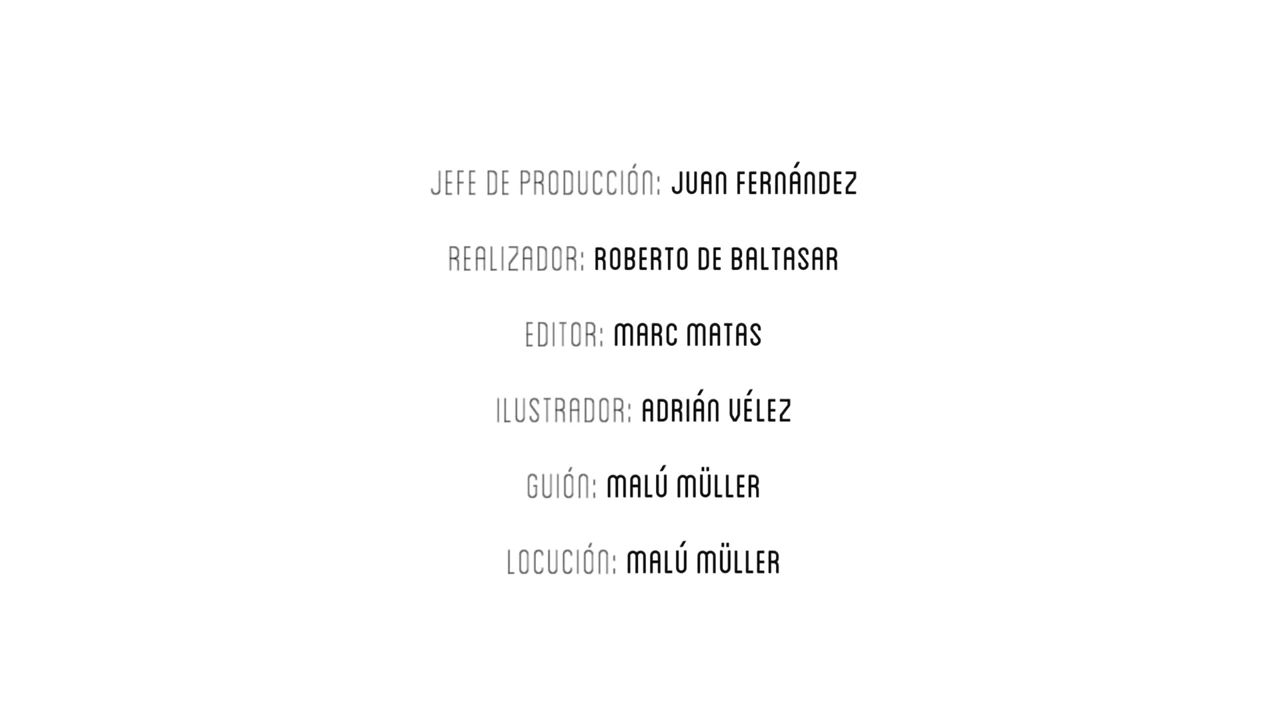 JEFE DE PRODUCCIÓN: JUAN FERNÁNDEZ
REALIZADOR: ROBERTO DE BALTASAR
EDITOR: MARC MATAS
ILUSTRADOR: ADRIÁN VÉLEZ
GUIÓN: MALÚ MÜLLER
LOCUCIÓN: MALÚ MÜLLER